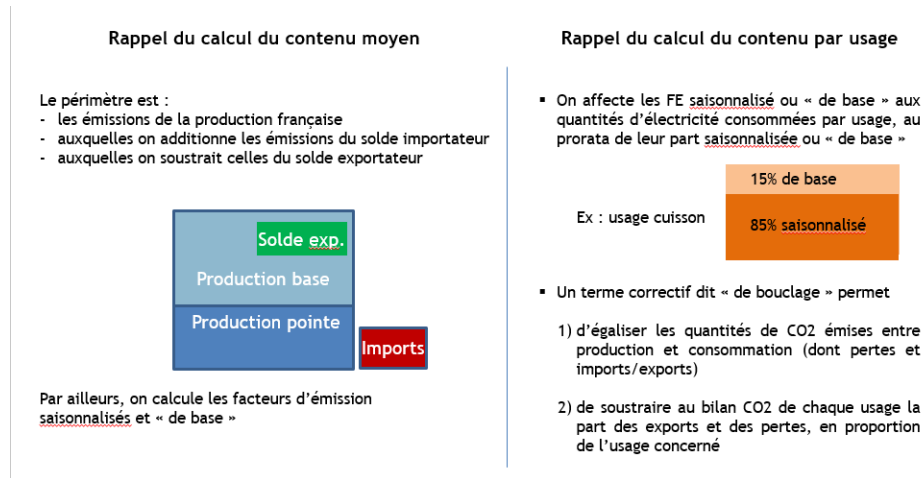 Rappel du calcul du contenu moyen
Le périmètre est :
- les émissions de la production française
- auxquelles on additionne les émissions du solde importateur
- auxquelles on soustrait celles du solde exportateur
Solde exp.
Production base
Production pointe
Imports
Par ailleurs, on calcule les facteurs d'émission
saisonnalisés et « de base »
Rappel du calcul du contenu par usage
▪ On affecte les FE saisonnalisé ou « de base » aux
quantités d'électricité consommées par usage, au
prorata de leur part saisonnalisée ou « de base »
15% de base
Ex : usage cuisson
85% saisonnalisé
▪ Un terme correctif dit « de bouclage » permet
1) d'égaliser les quantités de CO2 émises entre
production et consommation (dont pertes et
imports/exports)
2) de soustraire au bilan CO2 de chaque usage la
part des exports et des pertes, en proportion
de l'usage concerné